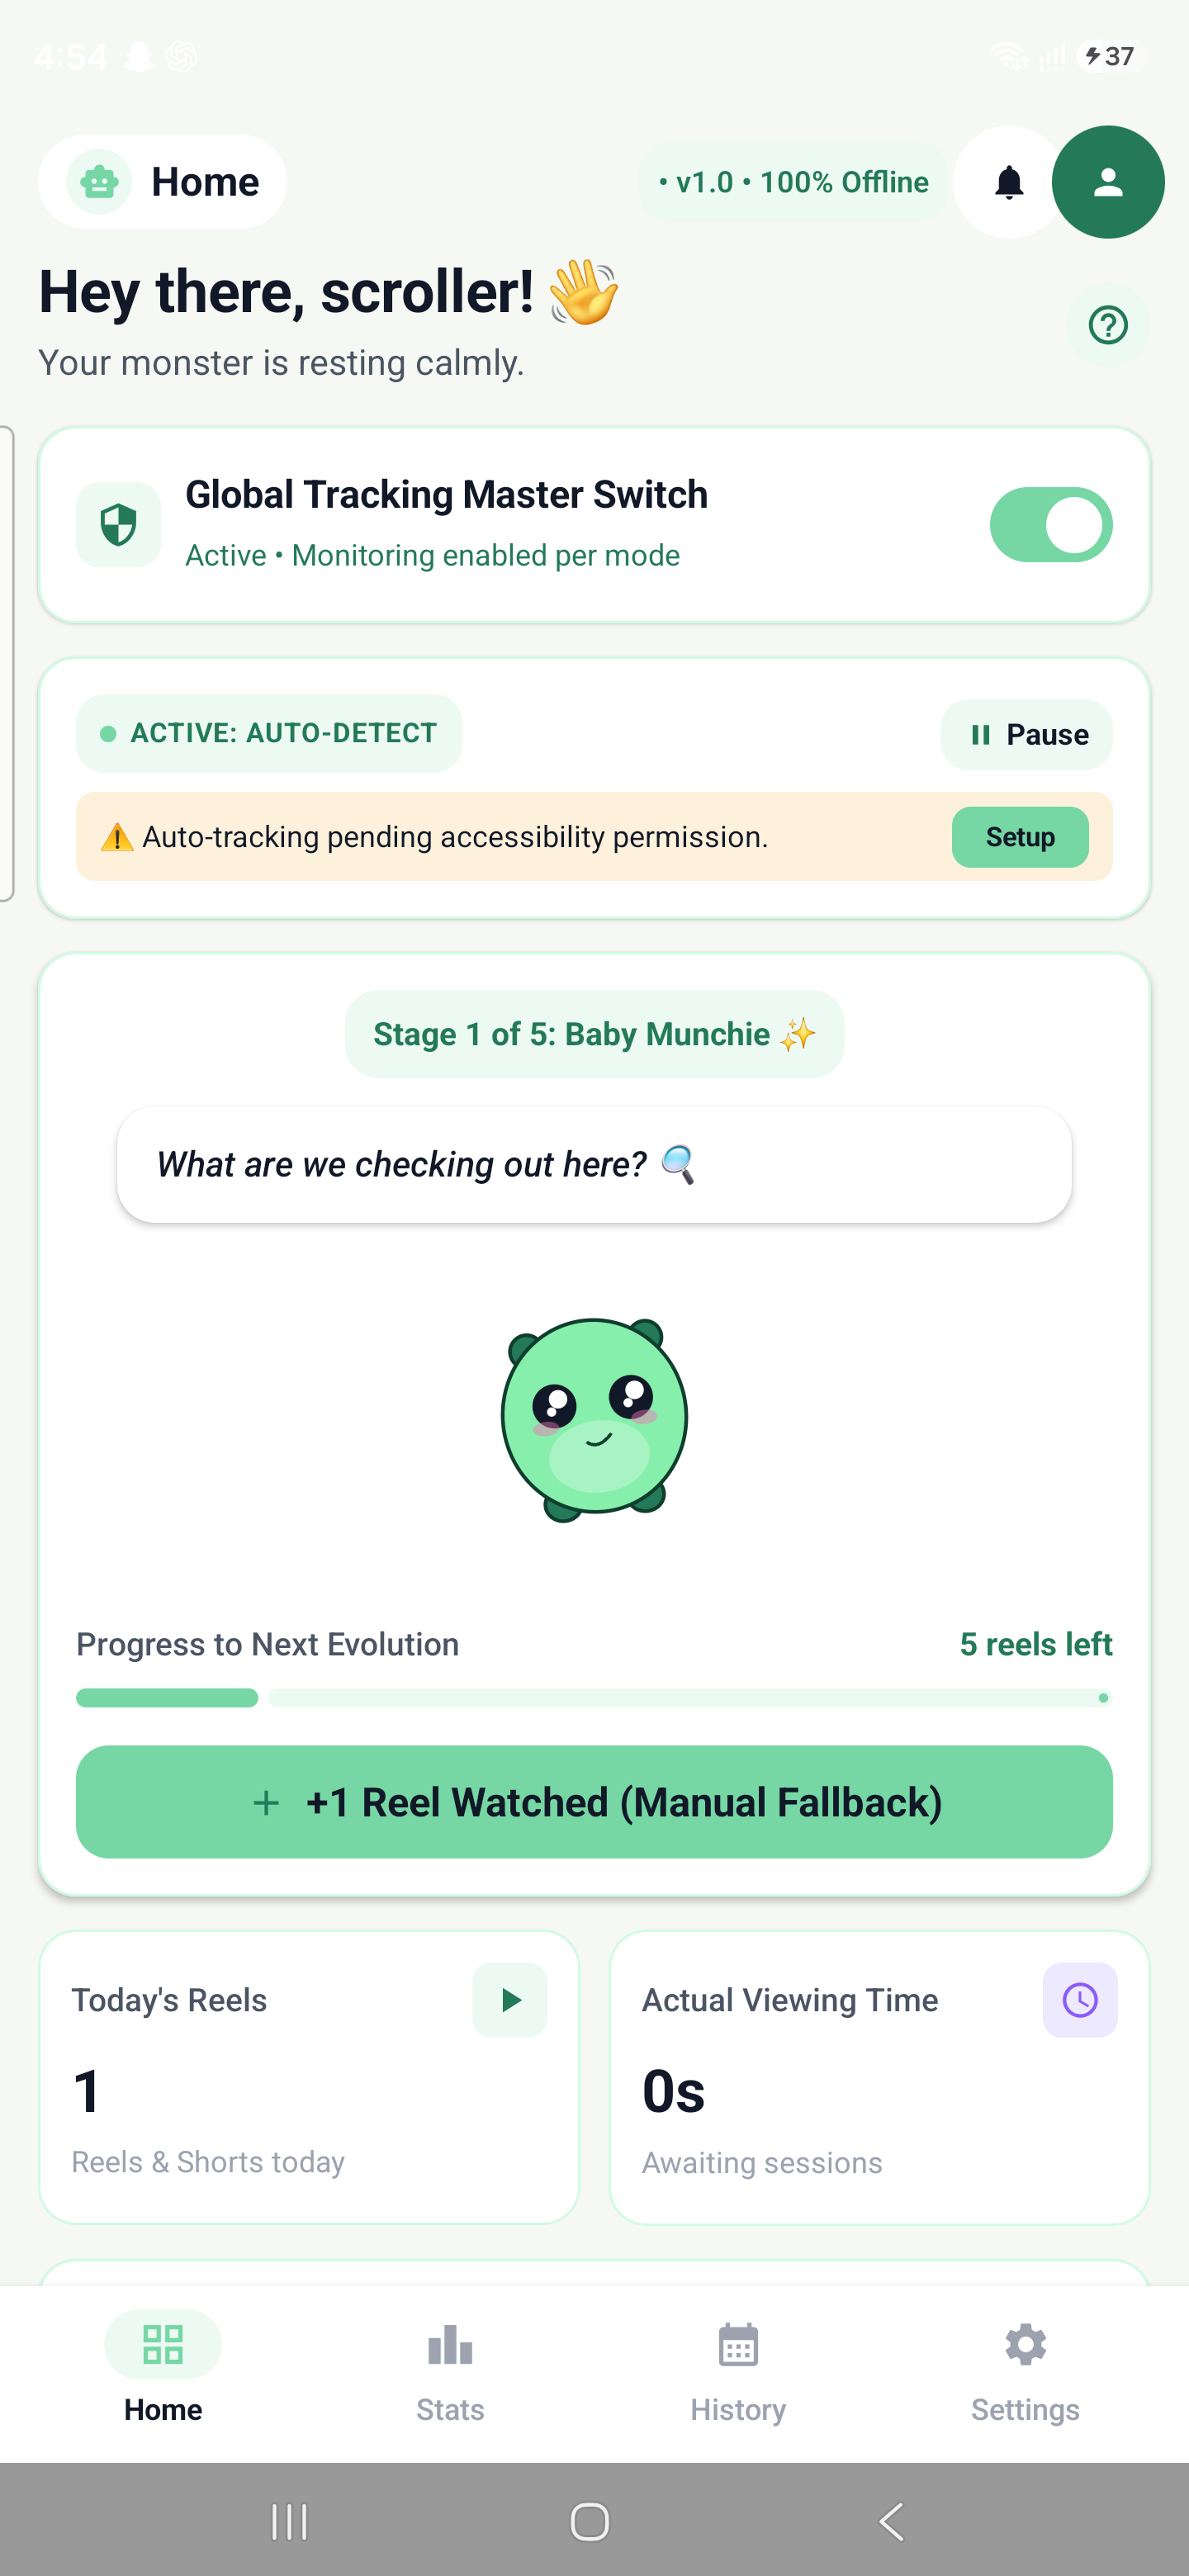 4:54
37
Home
• v1.0 • 100% Offline
Hey there, scroller! 👋
Your monster is resting calmly.
Global Tracking Master Switch
Active • Monitoring enabled per mode
ACTIVE: AUTO-DETECT
Pause
⚠️ Auto-tracking pending accessibility permission.
Setup
Stage 1 of 5: Baby Munchie ✨
What are we checking out here? 🔍
Progress to Next Evolution
5 reels left
+ +1 Reel Watched (Manual Fallback)
Today's Reels
1
Reels & Shorts today
Actual Viewing Time
0s
Awaiting sessions
Home
Stats
History
Settings